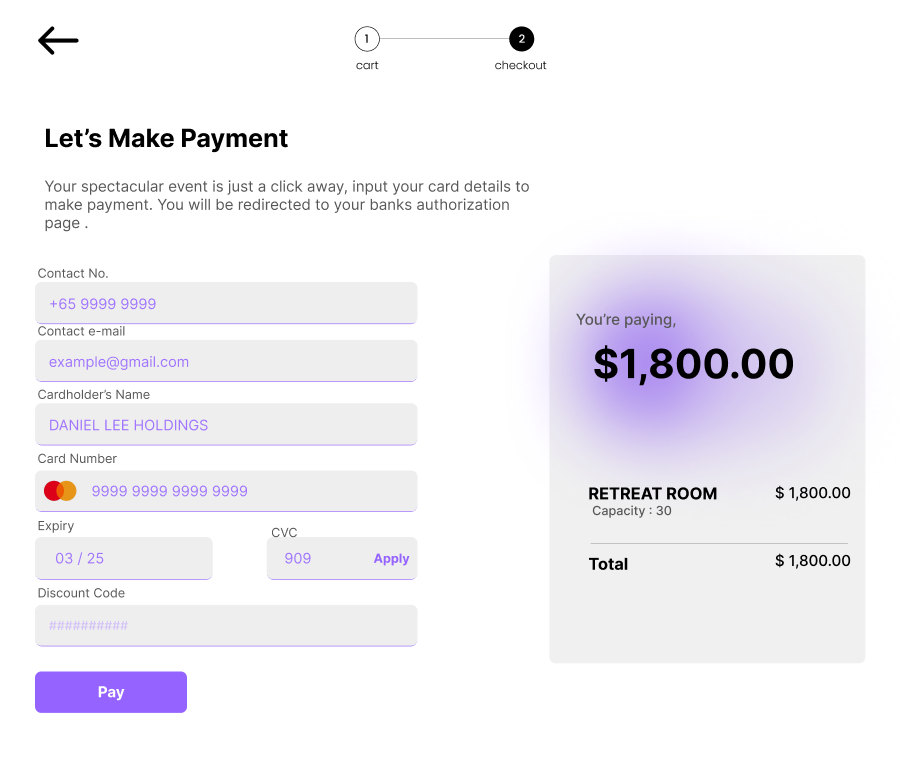 1
2
cart
checkout
Let’s Make Payment
Your spectacular event is just a click away, input your card details to
make payment. You will be redirected to your banks authorization
page .
Contact No.
+65 9999 9999
Contact e-mail
example@gmail.com
Cardholder’s Name
DANIEL LEE HOLDINGS
Card Number
9999 9999 9999 9999
Expiry
CVC
03 / 25
909
Apply
Discount Code
##########
Pay
You’re paying,
$1,800.00
RETREAT ROOM
$ 1,800.00
Capacity : 30
Total
$ 1,800.00